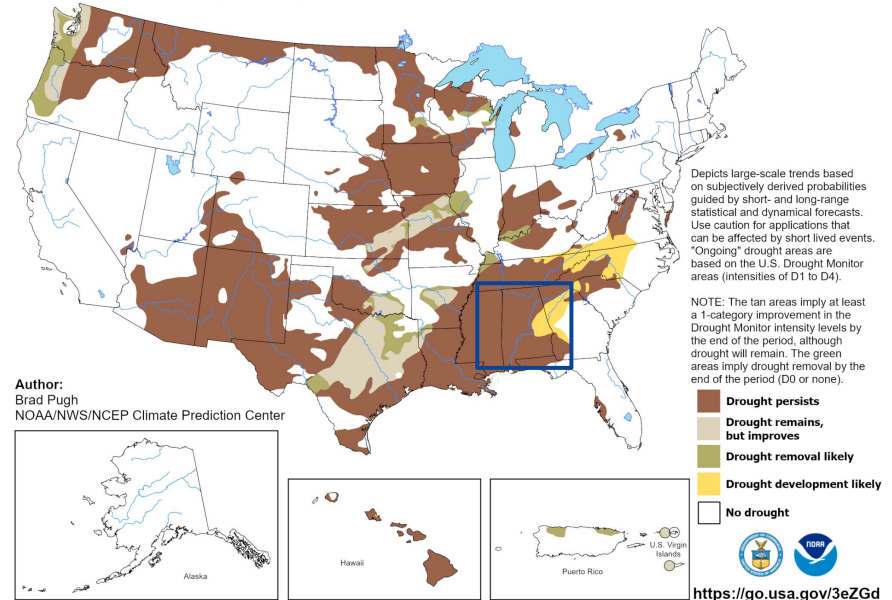 Depicts large-scale trends based
on subjectively derived probabilities
guided by short- and long-range
statistical and dynamical forecasts.
Use caution for applications that
can be affected by short lived events.
"Ongoing" drought areas are
based on the U.S. Drought Monitor
areas (intensities of D1 to D4).
NOTE: The tan areas imply at least
a 1-category improvement in the
Drought Monitor intensity levels by
the end of the period, although
drought will remain. The green
areas imply drought removal by the
end of the period (D0 or none).
Author:
Brad Pugh
NOAA/NWS/NCEP Climate Prediction Center
Drought persists
Drought remains,
but improves
Drought removal likely
Drought development likely
No drought
Alaska
Hawaii
Puerto Rico
U.S. Virgin
Islands
NOAA
https://go.usa.gov/3eZGd